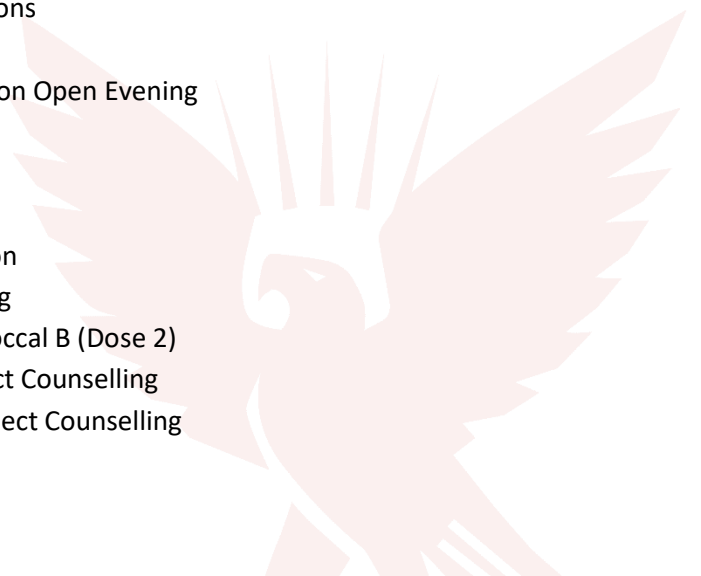 ons
on Open Evening
on
g
occal B (Dose 2)
ct Counselling
ect Counselling